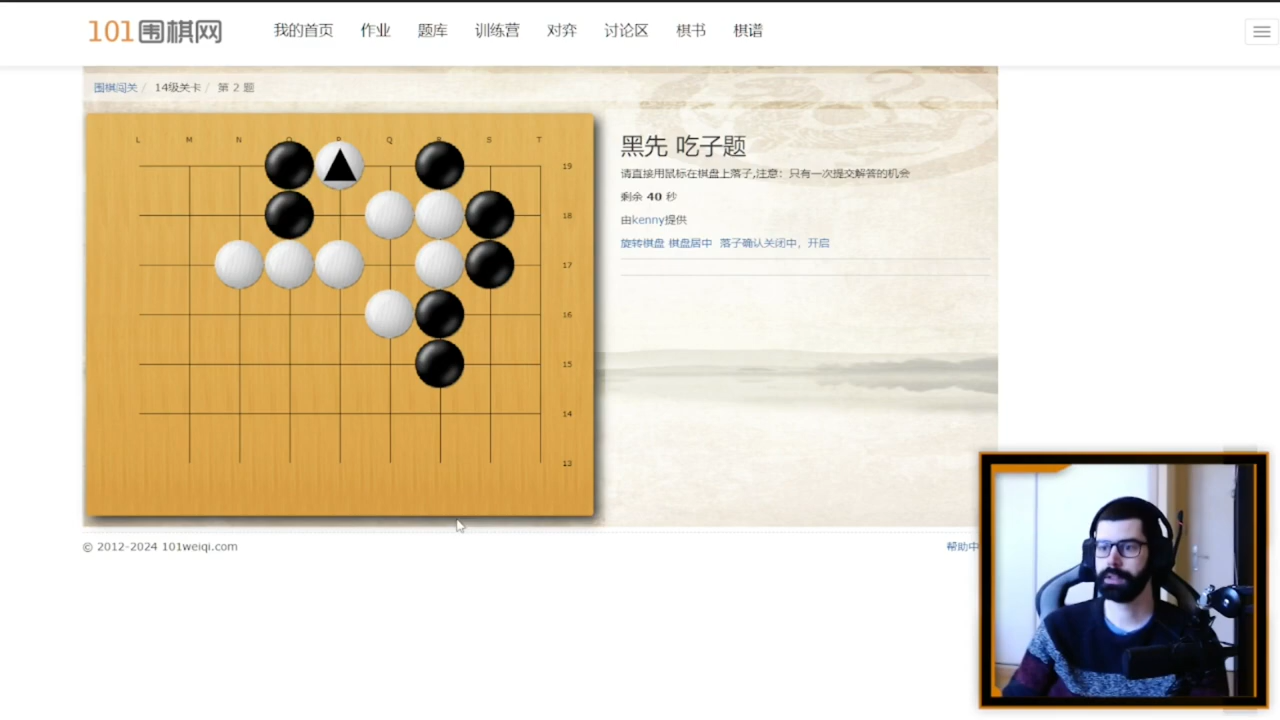 101围棋网 我的首页 作业 题库 训练营 对弈 讨论区 棋书 棋谱
围棋闯关 / 14级关卡 / 第 2 题
L M N O P Q R S T
19
18
17
16
15
14
13
黑先 吃子题
请直接用鼠标在棋盘上落子,注意：只有一次提交解答的机会
剩余 40 秒
由kenny提供
旋转棋盘 棋盘居中 落子确认关闭中，开启
© 2012-2024 101weiqi.com
帮助中